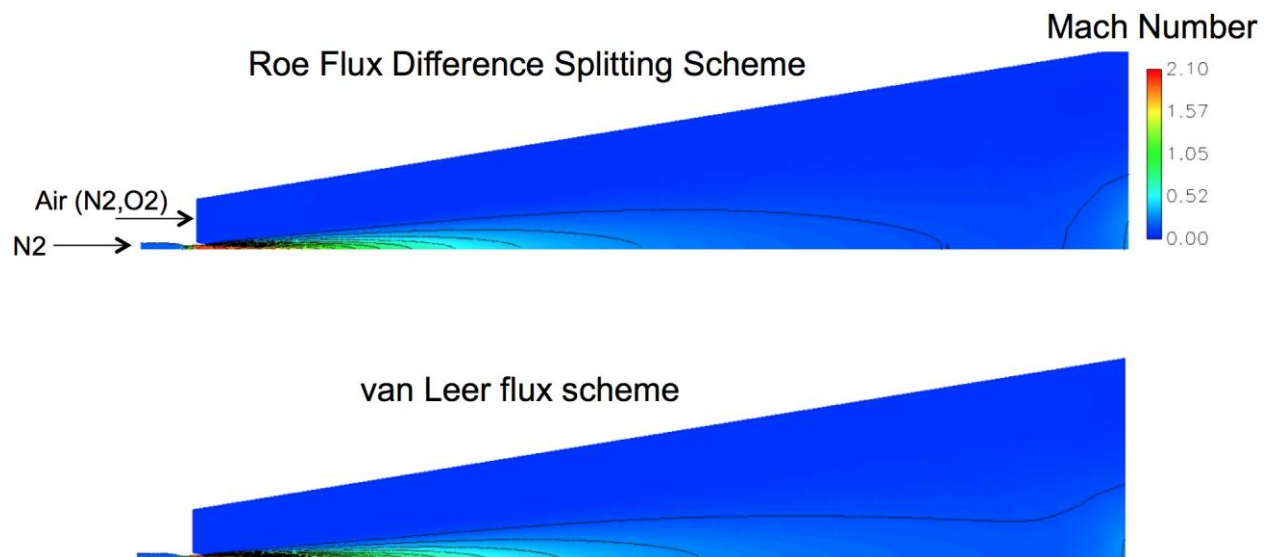 Mach Number
Roe Flux Difference Splitting Scheme
2.10
1.57
1.05
0.52
0.00
Air (N2,O2)
N2
van Leer flux scheme